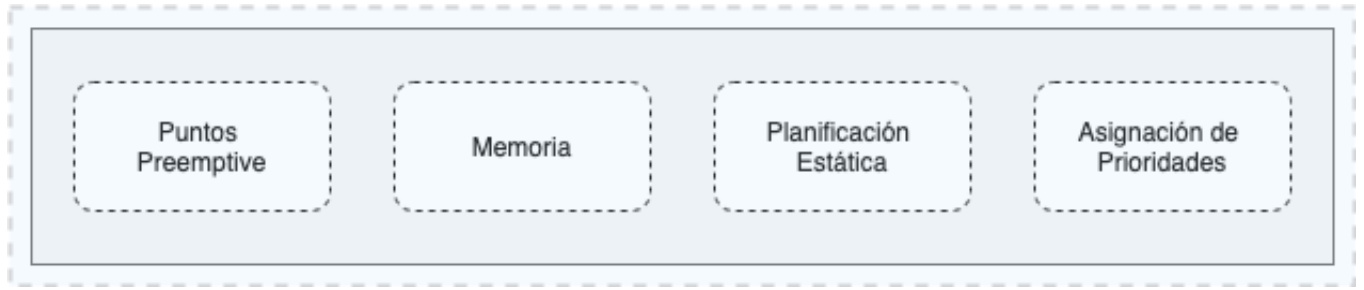 Puntos
Preemptive
Memoria
Planificación
Estática
Asignación de
Prioridades